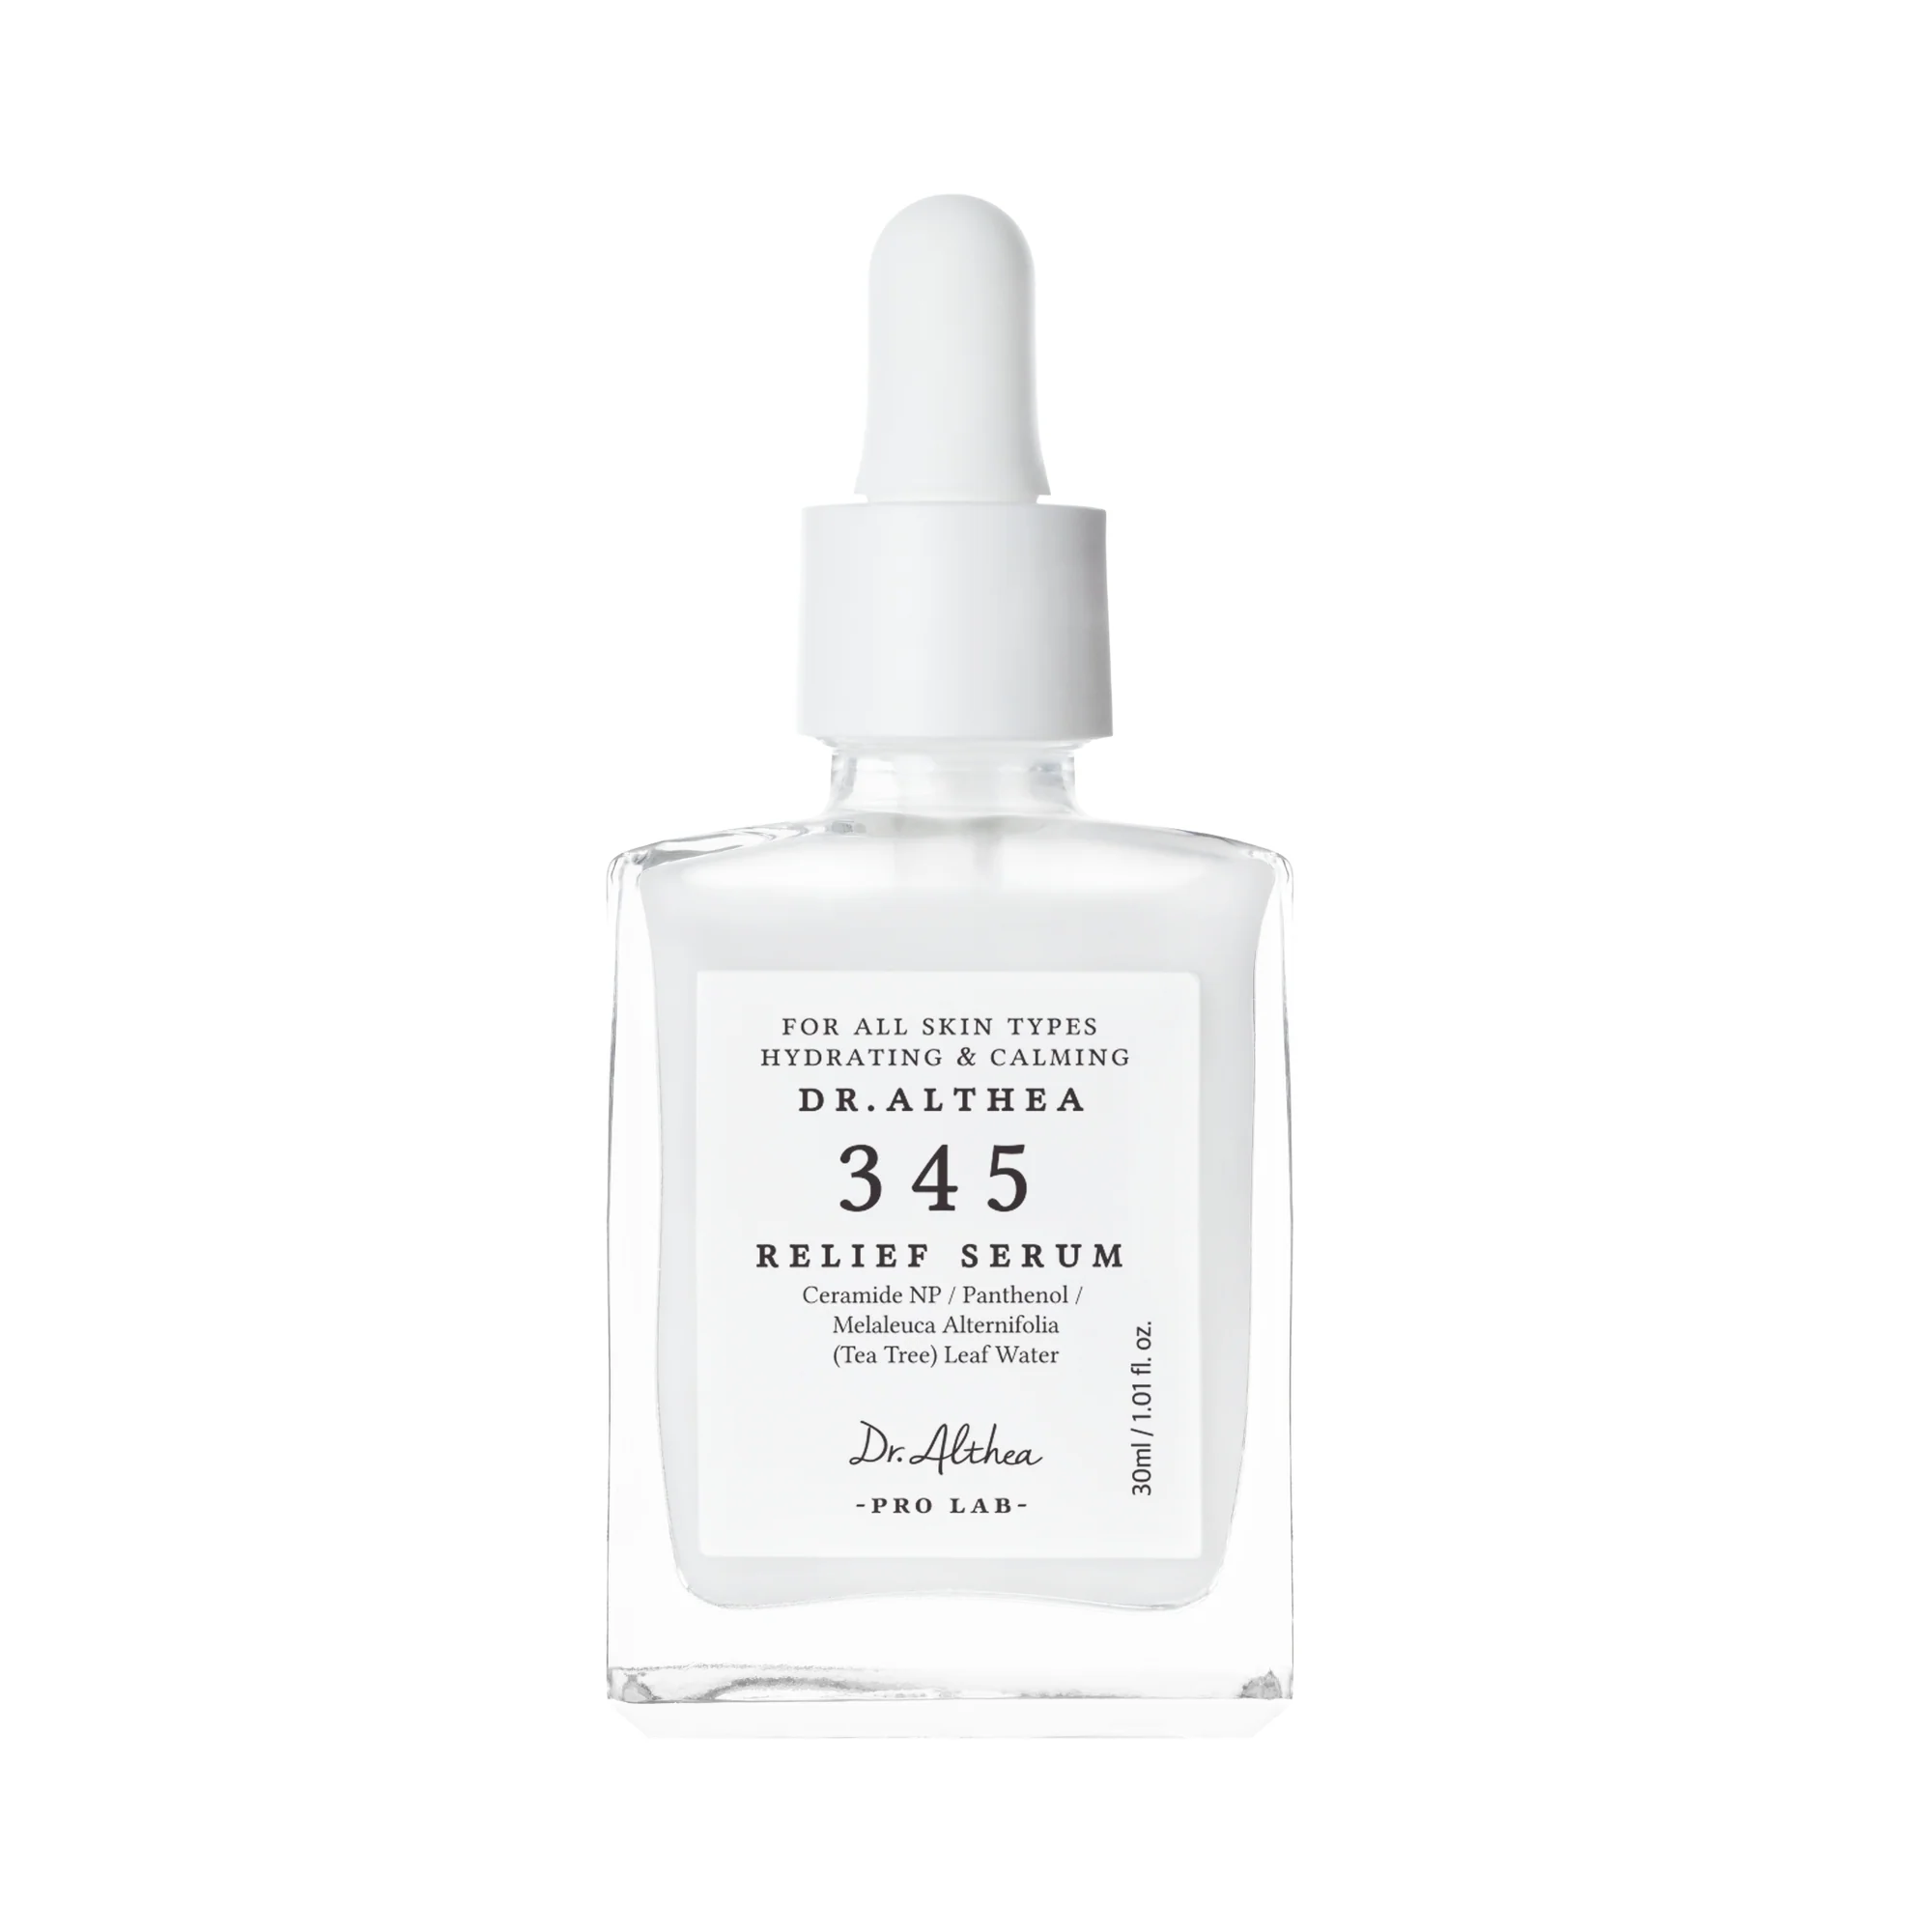 FOR ALL SKIN TYPES
HYDRATING & CALMING
DR.ALTHEA
345
RELIEF SERUM
Ceramide NP / Panthenol /
Melaleuca Alternifolia
(Tea Tree) Leaf Water
Dr. Althea
-PRO LAB-
30ml / 1.01 fl. oz.